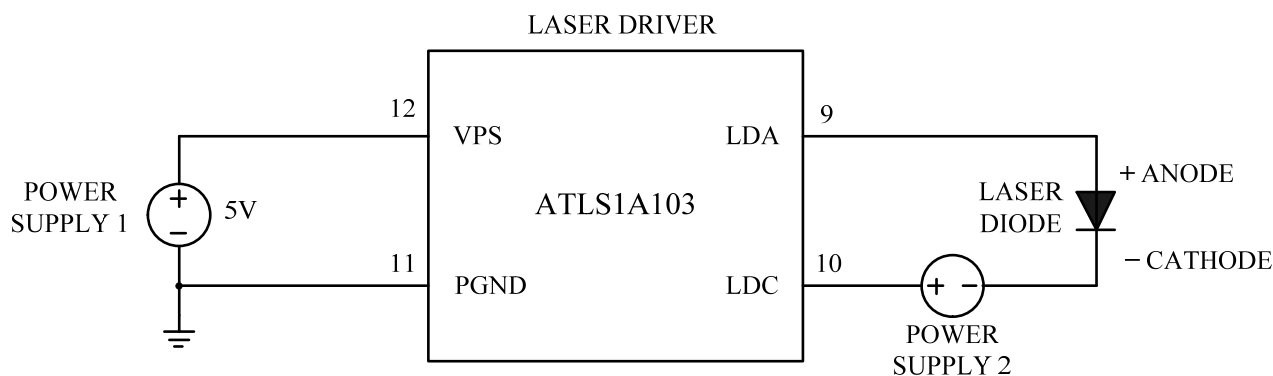 LASER DRIVER
12
VPS
LDA
9
POWER
SUPPLY 1
+
−
5V
ATLS1A103
LASER
DIODE
+ ANODE
− CATHODE
11
PGND
LDC
10
+ −
POWER
SUPPLY 2